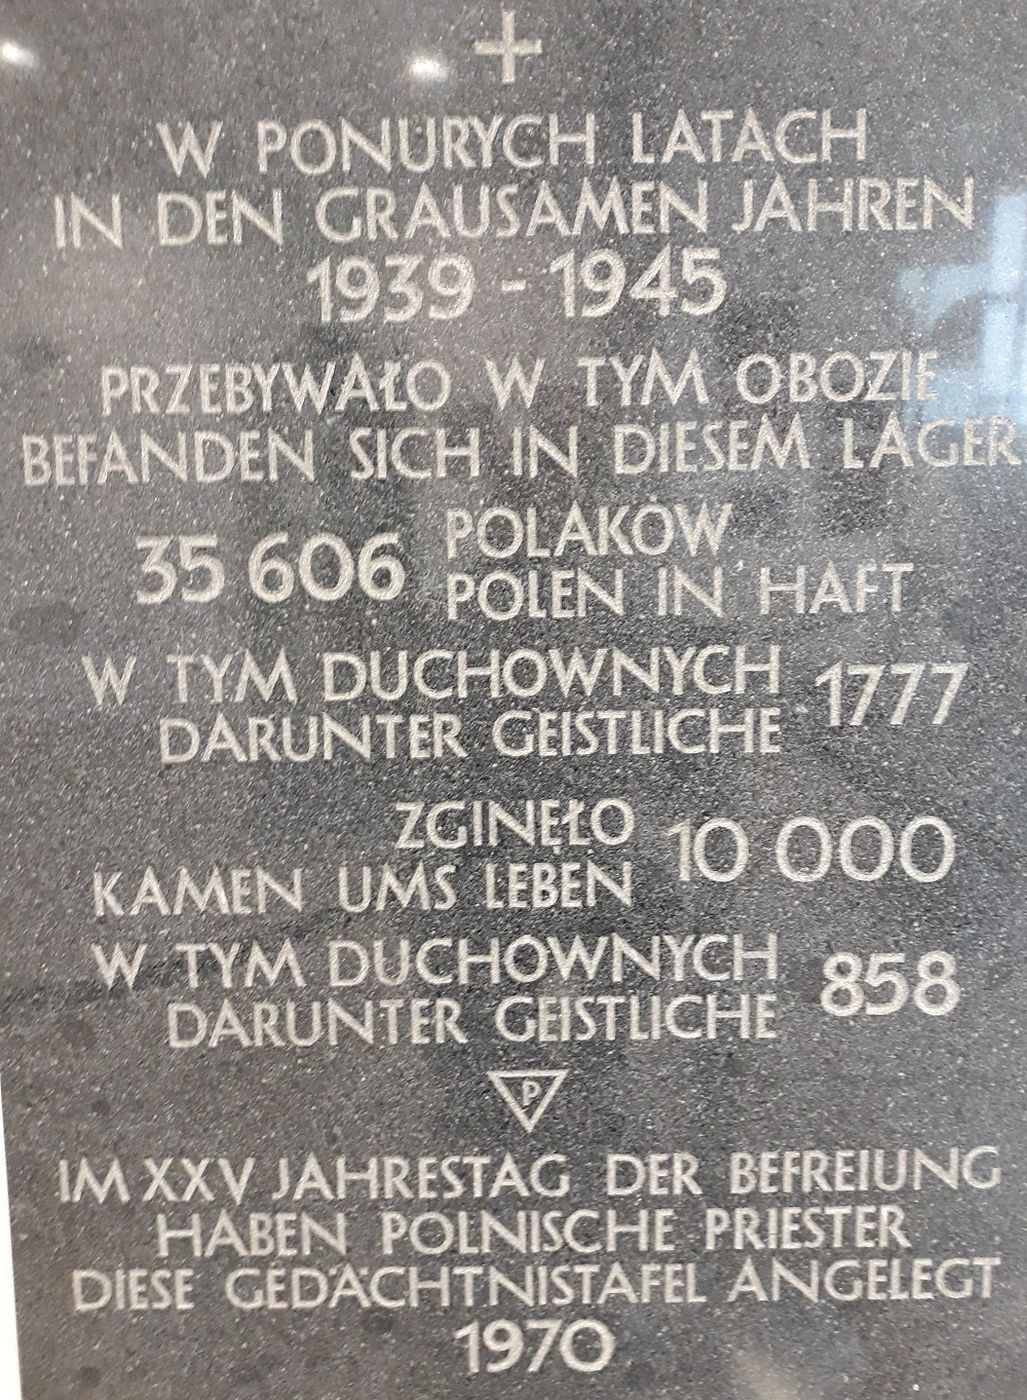 W PONURYCH LATACH
IN DEN GRAUSAMEN JAHREN
1939 - 1945
PRZEBYWAŁO W TYM OBOZIE
BEFANDEN SICH IN DIESEM LAGER
35 606 POLAKÓW
POLEN IN HAFT
W TYM DUCHOWNYCH 1777
DARUNTER GEISTLICHE
ZGINĘŁO 10 000
KAMEN UMS LEBEN
W TYM DUCHOWNYCH 858
DARUNTER GEISTLICHE
P
IM XXV JAHRESTAG DER BEFREIUNG
HABEN POLNISCHE PRIESTER
DIESE GEDÄCHTNISTAFEL ANGELEGT
1970